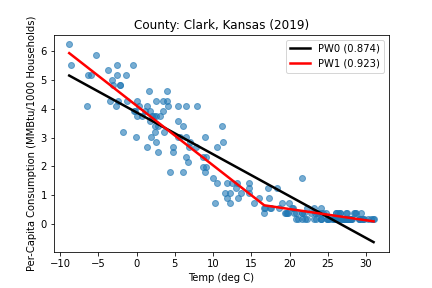 County: Clark, Kansas (2019)
PW0 (0.874)
PW1 (0.923)
Per-Capita Consumption (MMBtu/1000 Households)
6
5
4
3
2
1
0
−10 −5 0 5 10 15 20 25 30
Temp (deg C)